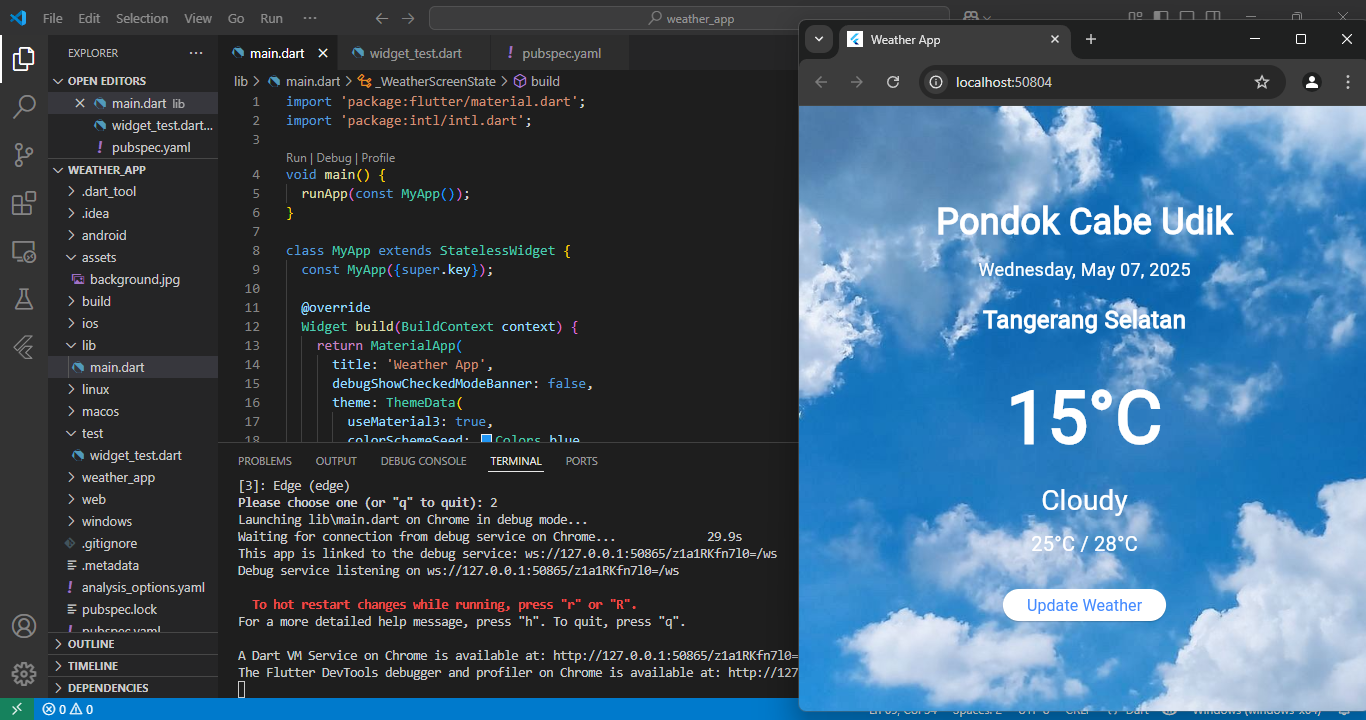 File Edit Selection View Go Run ··· weather_app
EXPLORER ···
OPEN EDITORS
main.dart lib
widget_test.dart...
pubspec.yaml
WEATHER_APP
.dart_tool
.idea
android
assets
background.jpg
build
ios
lib
main.dart
linux
macos
test
widget_test.dart
weather_app
web
windows
.gitignore
.metadata
analysis_options.yaml
pubspec.lock
pubspec.yaml
OUTLINE
TIMELINE
DEPENDENCIES
main.dart widget_test.dart pubspec.yaml
lib > main.dart > _WeatherScreenState > build
1 import 'package:flutter/material.dart';
2 import 'package:intl/intl.dart';
3
Run | Debug | Profile
4 void main() {
5 runApp(const MyApp());
6 }
7
8 class MyApp extends StatelessWidget {
9 const MyApp({super.key});
10
11 @override
12 Widget build(BuildContext context) {
13 return MaterialApp(
14 title: 'Weather App',
15 debugShowCheckedModeBanner: false,
16 theme: ThemeData(
17 useMaterial3: true,
18 colorSchemeSeed: Colors.blue
PROBLEMS OUTPUT DEBUG CONSOLE TERMINAL PORTS
[3]: Edge (edge)
Please choose one (or "q" to quit): 2
Launching lib\main.dart on Chrome in debug mode...
Waiting for connection from debug service on Chrome... 29.9s
This app is linked to the debug service: ws://127.0.0.1:50865/z1a1RKfn7l0=/ws
Debug service listening on ws://127.0.0.1:50865/z1a1RKfn7l0=/ws
To hot restart changes while running, press "r" or "R".
For a more detailed help message, press "h". To quit, press "q".
A Dart VM Service on Chrome is available at: http://127.0.0.1:50865/z1a1RKfn7l0=
The Flutter DevTools debugger and profiler on Chrome is available at: http://127
0 0
Weather App
localhost:50804
Pondok Cabe Udik
Wednesday, May 07, 2025
Tangerang Selatan
15°C
Cloudy
25°C / 28°C
Update Weather